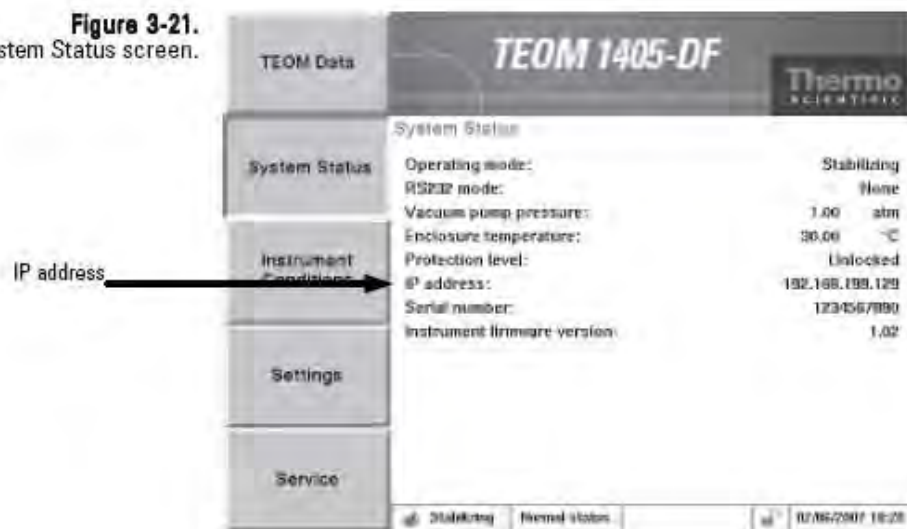 Figure 3-21.
stem Status screen.
TEOM Data
TEOM 1405-DF
Thermo
SCIENTIFIC
System Status
System Status
Operating mode: Stabilizing
RS232 mode: None
Vacuum pump pressure: 1.00 atm
Enclosure temperature: 30.00 °C
Instrument Conditions
Protection level: Unlocked
IP address
IP address: 192.168.199.129
Serial number: 1234567890
Instrument firmware version: 1.02
Settings
Service
Stabilizing
Normal status
02/06/2007